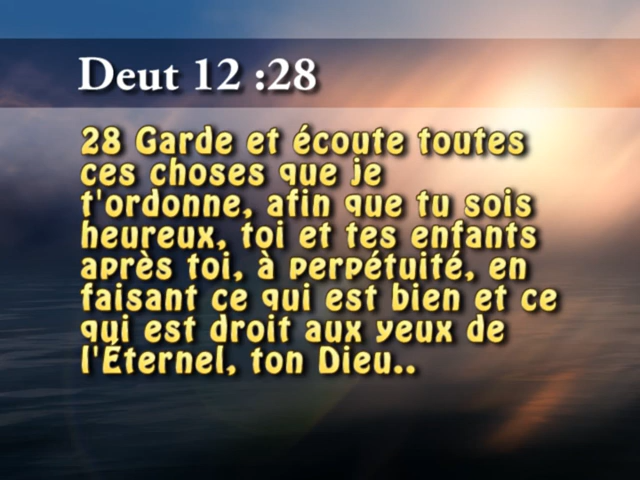 Deut 12 :28
28 Garde et écoute toutes
ces choses que je
t'ordonne, afin que tu sois
heureux, toi et tes enfants
après toi, à perpétuité, en
faisant ce qui est bien et ce
qui est droit aux yeux de
l'Éternel, ton Dieu..